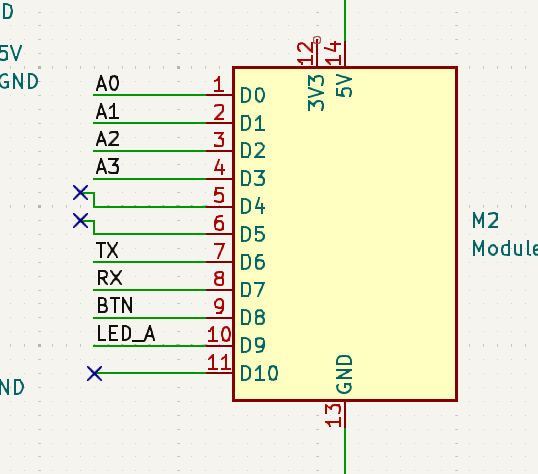 D
5V
GND
12 14
3V3 5V
A0 1 D0
A1 2 D1
A2 3 D2
A3 4 D3
5 D4
6 D5
TX 7 D6
RX 8 D7
BTN 9 D8
LED_A 10 D9
11 D10
M2
Module
ND
GND
13